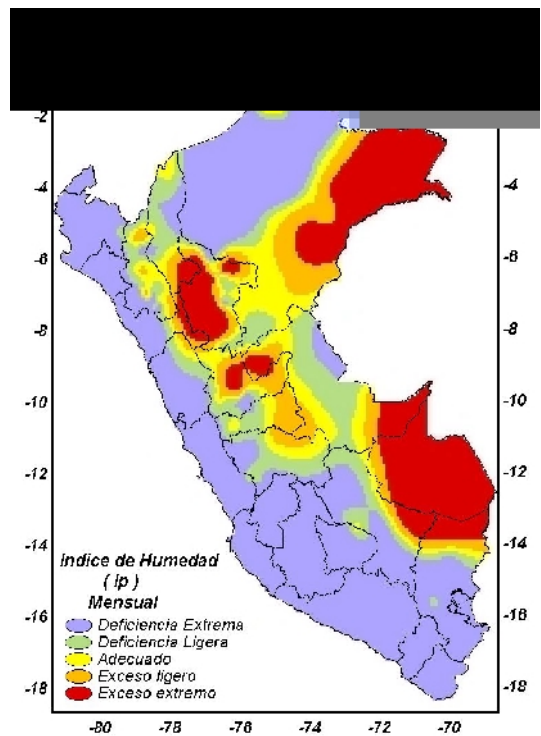 -2
-4
-4
-6
-6
-8
-8
-10
-10
-12
-12
-14
-14
-16
-16
-18
-18
Indice de Humedad
( Ip )
Mensual
Deficiencia Extrema
Deficiencia Ligera
Adecuado
Exceso ligero
Exceso extremo
-80 -78 -76 -74 -72 -70